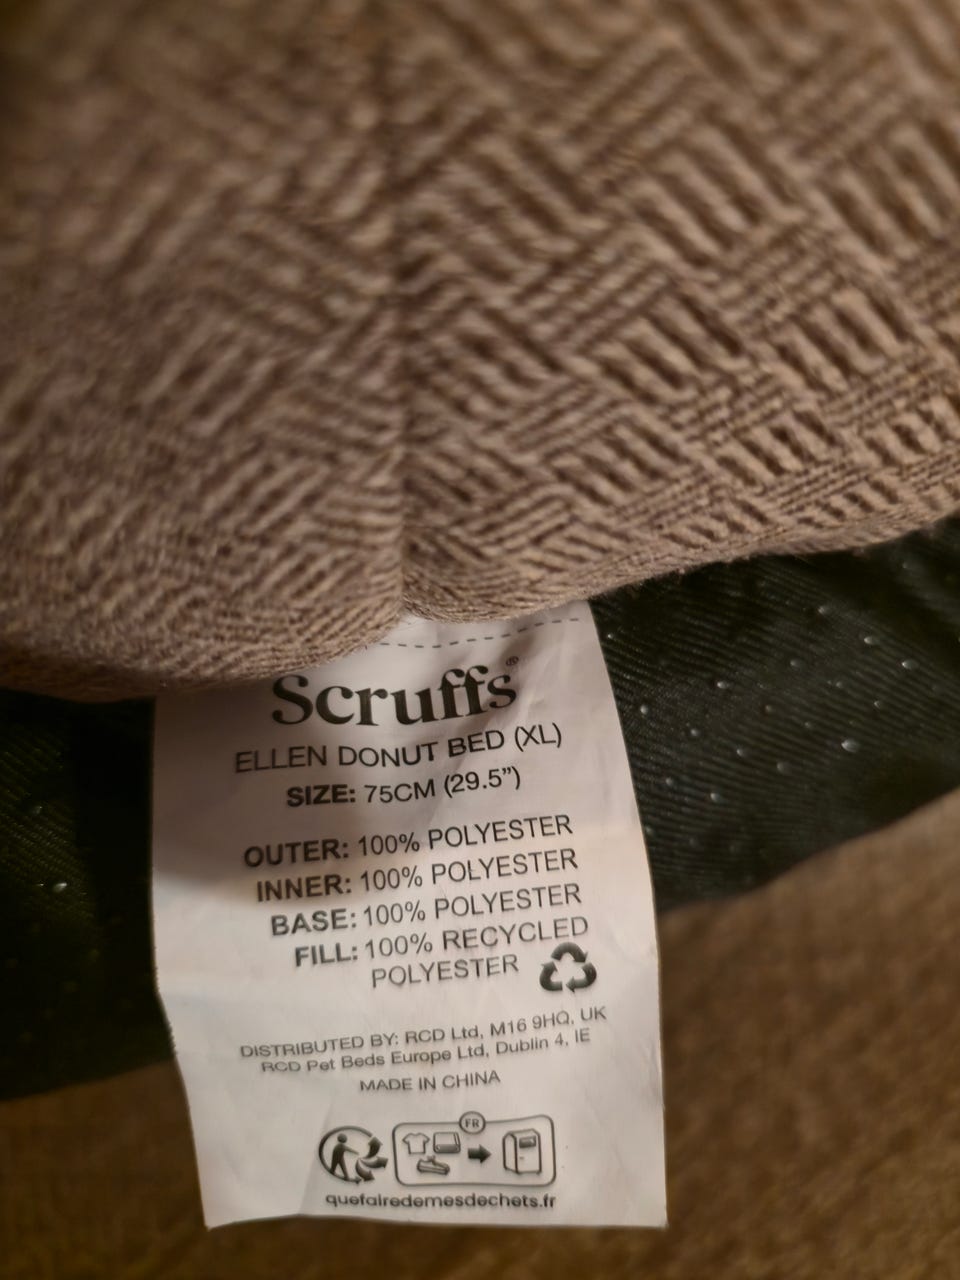 Scruffs®
ELLEN DONUT BED (XL)
SIZE: 75CM (29.5”)
OUTER: 100% POLYESTER
INNER: 100% POLYESTER
BASE: 100% POLYESTER
FILL: 100% RECYCLED
POLYESTER
DISTRIBUTED BY: RCD Ltd, M16 9HQ, UK
RCD Pet Beds Europe Ltd, Dublin 4, IE
MADE IN CHINA
FR
quefairedemesdechets.fr